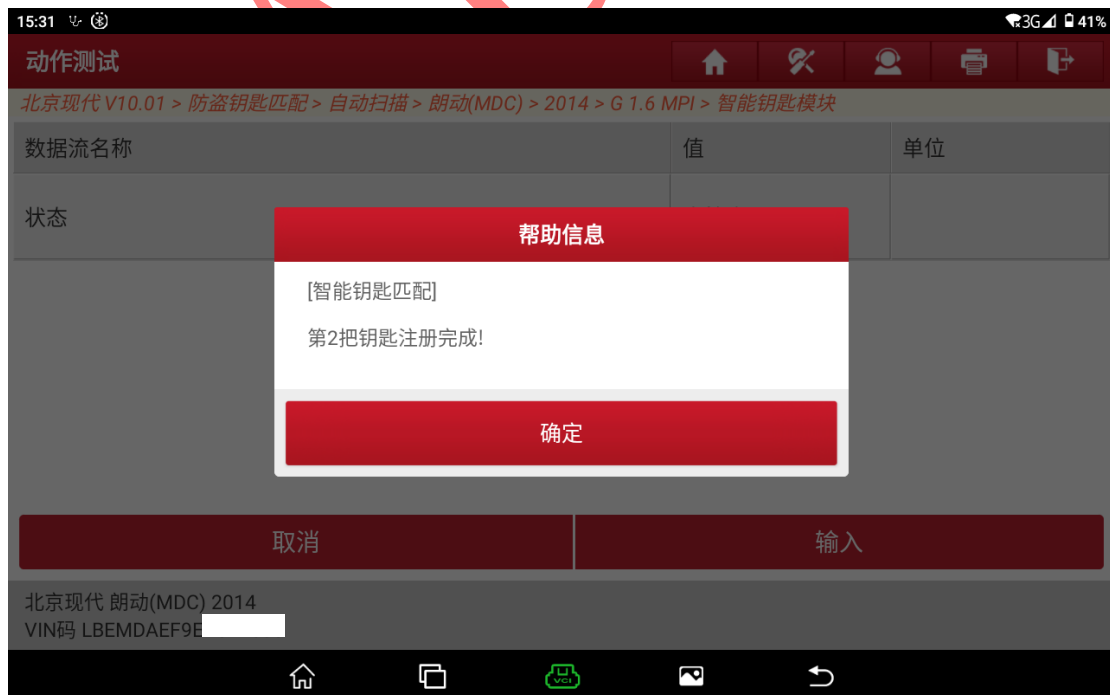 15:31 3G 41%
动作测试
北京现代 V10.01 > 防盗钥匙匹配 > 自动扫描 > 朗动(MDC) > 2014 > G 1.6 MPI > 智能钥匙模块
数据流名称 值 单位
状态
帮助信息
[智能钥匙匹配]
第2把钥匙注册完成!
确定
取消 输入
北京现代 朗动(MDC) 2014
VIN码 LBEMDAEF9E
VCI